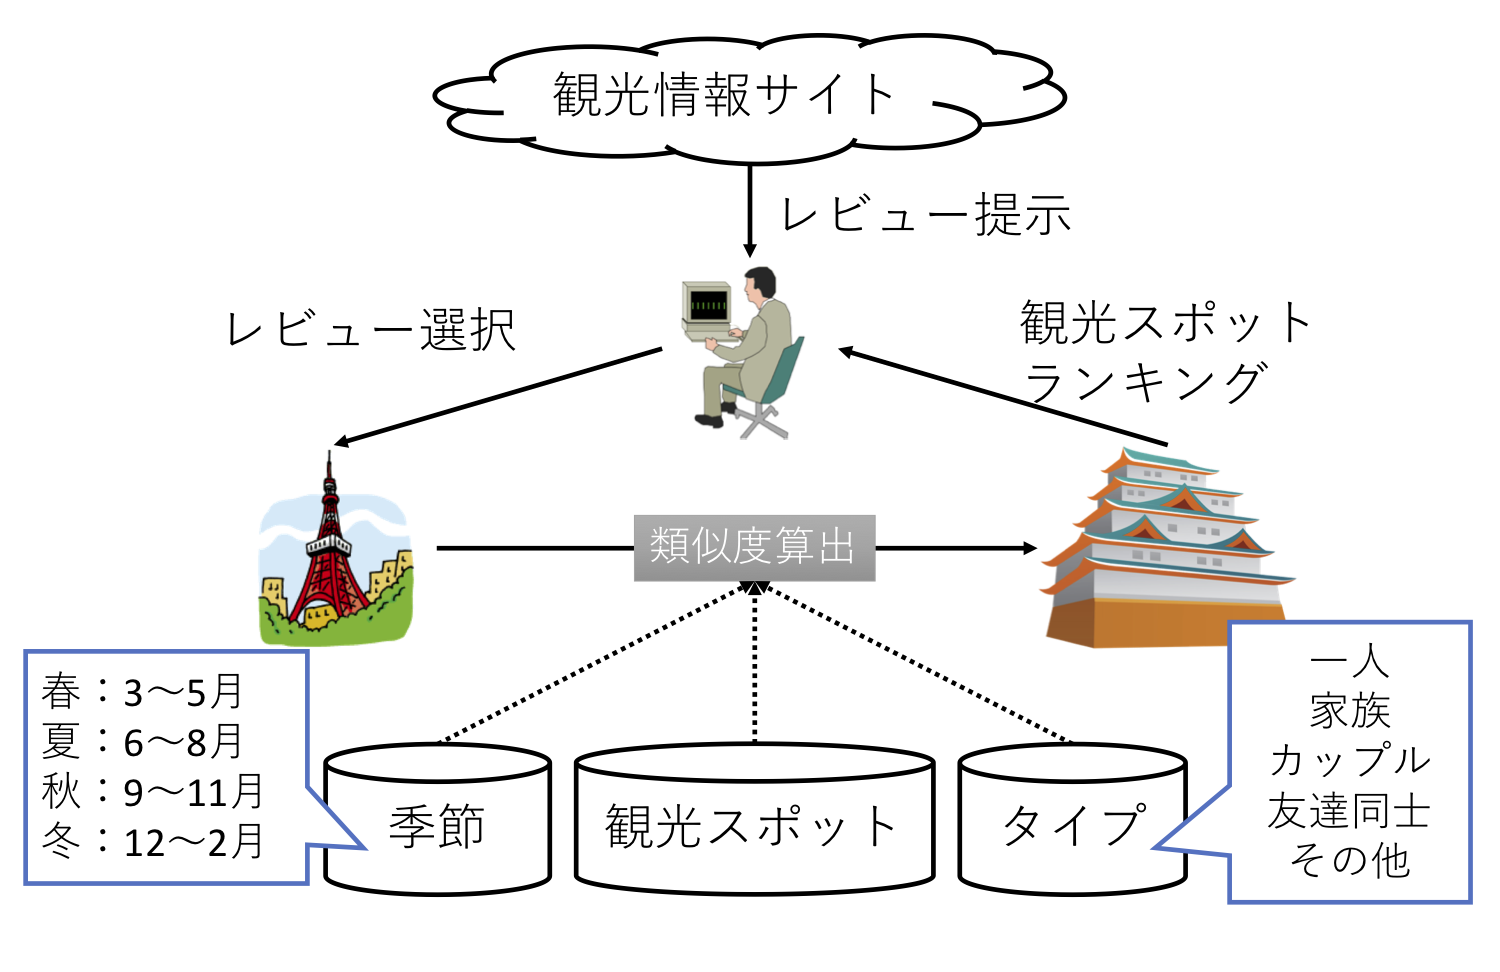 観光情報サイト
レビュー提示
レビュー選択
観光スポット
ランキング
類似度算出
春：3～5月
夏：6～8月
秋：9～11月
冬：12～2月
季節
観光スポット
タイプ
一人
家族
カップル
友達同士
その他